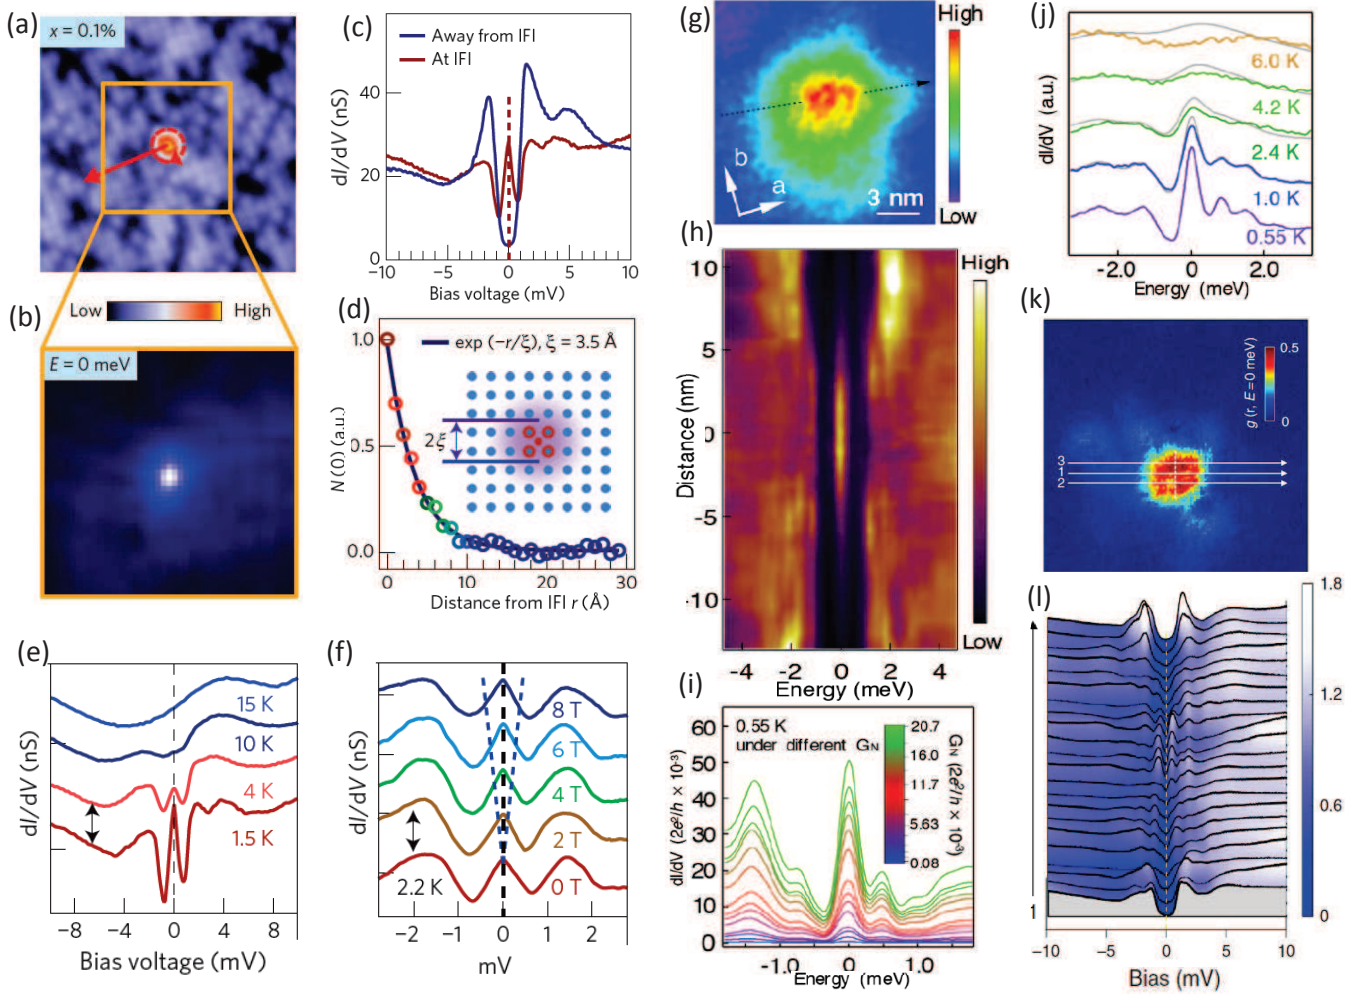 (a)
x = 0.1%
Low
High
(b)
E = 0 meV
(c)
Away from IFI
At IFI
dI/dV (nS)
40
20
0
−10
−5
0
5
10
Bias voltage (mV)
(d)
exp (−r/ξ), ξ = 3.5 Å
2ξ
N(0) (a.u.)
1.0
0.5
0.0
0
10
20
30
Distance from IFI r (Å)
(e)
15 K
10 K
4 K
1.5 K
dI/dV (nS)
−8
−4
0
4
8
Bias voltage (mV)
(f)
8 T
6 T
4 T
2 T
0 T
2.2 K
dI/dV (nS)
−2
−1
0
1
2
mV
(g)
b
a
3 nm
High
Low
(h)
10
5
0
-5
-10
Distance (nm)
-4
-2
0
2
4
Energy (meV)
High
Low
(i)
0.55 K
under different GN
20.7
16.0
11.7
5.63
0.08
GN (2e²/h × 10⁻³)
dI/dV (2e²/h × 10⁻³)
60
50
40
30
20
10
0
-1.0
0
1.0
Energy (meV)
(j)
6.0 K
4.2 K
2.4 K
1.0 K
0.55 K
dI/dV (a.u.)
-2.0
0
2.0
Energy (meV)
(k)
g (r, E = 0 meV)
0.5
0
3
1
2
(l)
1
1.8
1.2
0.6
0
−10
−5
0
5
10
Bias (mV)